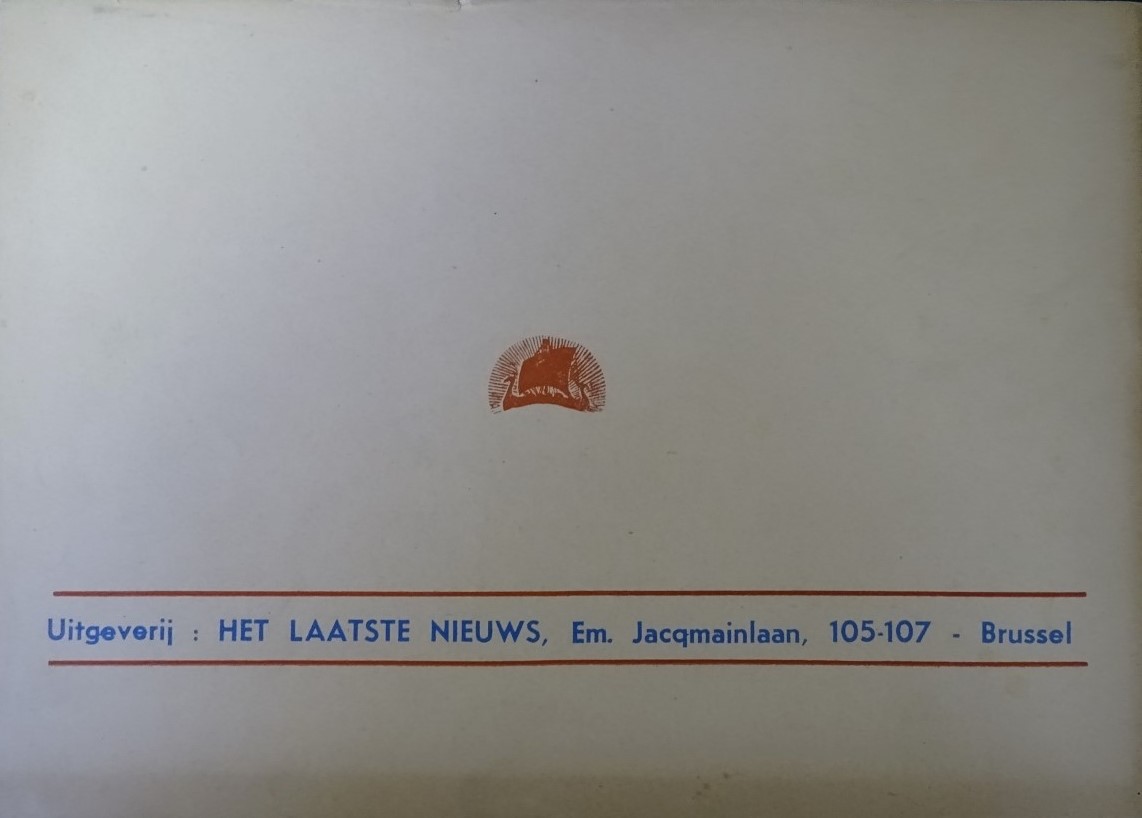 Uitgeverij : HET LAATSTE NIEUWS, Em. Jacqmainlaan, 105-107 - Brussel